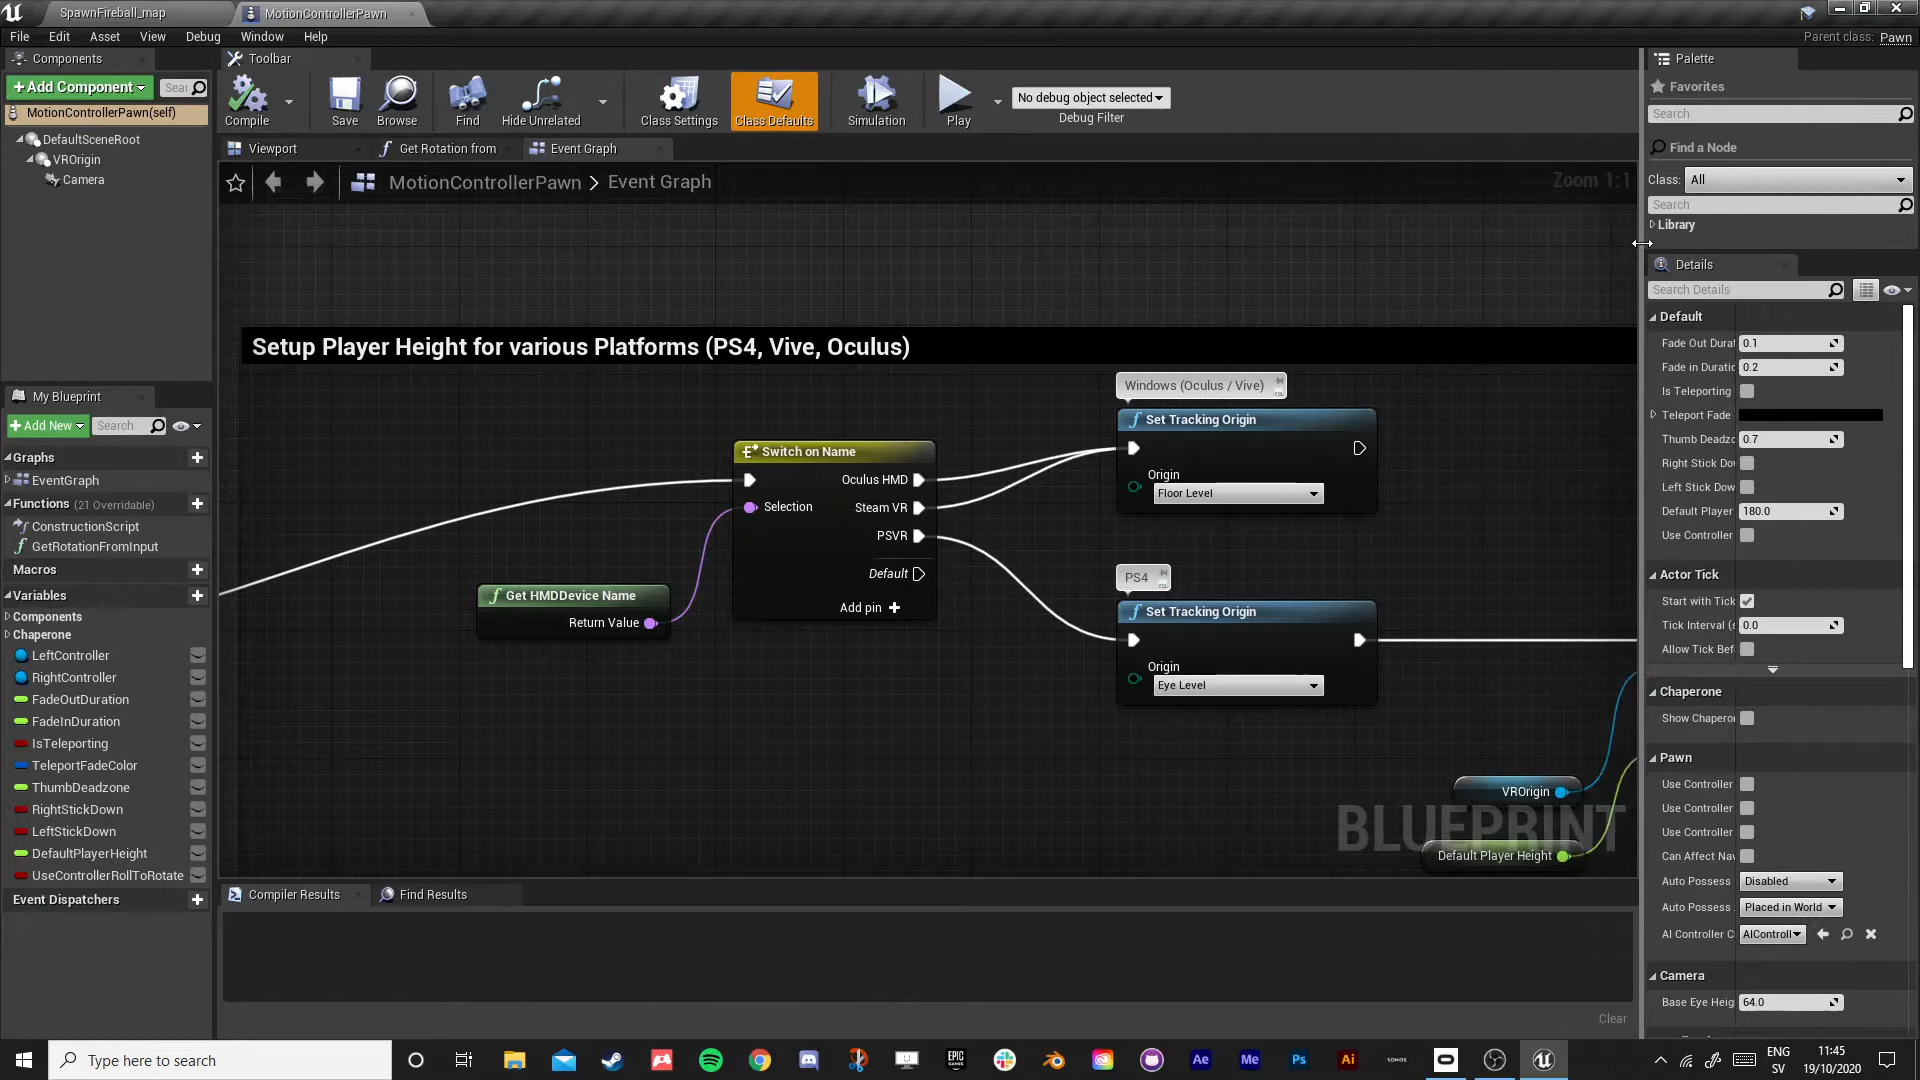 SpawnFireball_map
MotionControllerPawn
File Edit Asset View Debug Window Help
Parent class: Pawn
Components
Toolbar
Palette
+Add Component
Sear
Compile
Save
Browse
Find
Hide Unrelated
Class Settings
Class Defaults
Simulation
Play
No debug object selected
Debug Filter
Favorites
Search
MotionControllerPawn(self)
DefaultSceneRoot
VROrigin
Camera
Viewport
Get Rotation from
Event Graph
MotionControllerPawn > Event Graph
Zoom 1:1
Find a Node
Class: All
Search
Library
Details
Search Details
Setup Player Height for various Platforms (PS4, Vive, Oculus)
Windows (Oculus / Vive)
Set Tracking Origin
Origin
Floor Level
Switch on Name
Oculus HMD
Selection
Steam VR
PSVR
Default
Add pin +
Get HMDDevice Name
Return Value
PS4
Set Tracking Origin
Origin
Eye Level
VROrigin
Default Player Height
BLUEPRINT
My Blueprint
+Add New
Search
Graphs
EventGraph
Functions (21 Overridable)
ConstructionScript
GetRotationFromInput
Macros
Variables
Components
Chaperone
LeftController
RightController
FadeOutDuration
FadeInDuration
IsTeleporting
TeleportFadeColor
ThumbDeadzone
RightStickDown
LeftStickDown
DefaultPlayerHeight
UseControllerRollToRotate
Event Dispatchers
Default
Fade Out Durat 0.1
Fade in Duratic 0.2
Is Teleporting
Teleport Fade
Thumb Deadzc 0.7
Right Stick Dov
Left Stick Dow
Default Player 180.0
Use Controller
Actor Tick
Start with Tick
Tick Interval (s 0.0
Allow Tick Bef
Chaperone
Show Chaperor
Pawn
Use Controller
Use Controller
Use Controller
Can Affect Nav
Auto Possess Disabled
Auto Possess Placed in World
AI Controller C AIControll
Camera
Base Eye Heig 64.0
Compiler Results
Find Results
Clear
Type here to search
EPIC GAMES
Ae
Me
Ps
Ai
SONOS
ENG
SV
11:45
19/10/2020